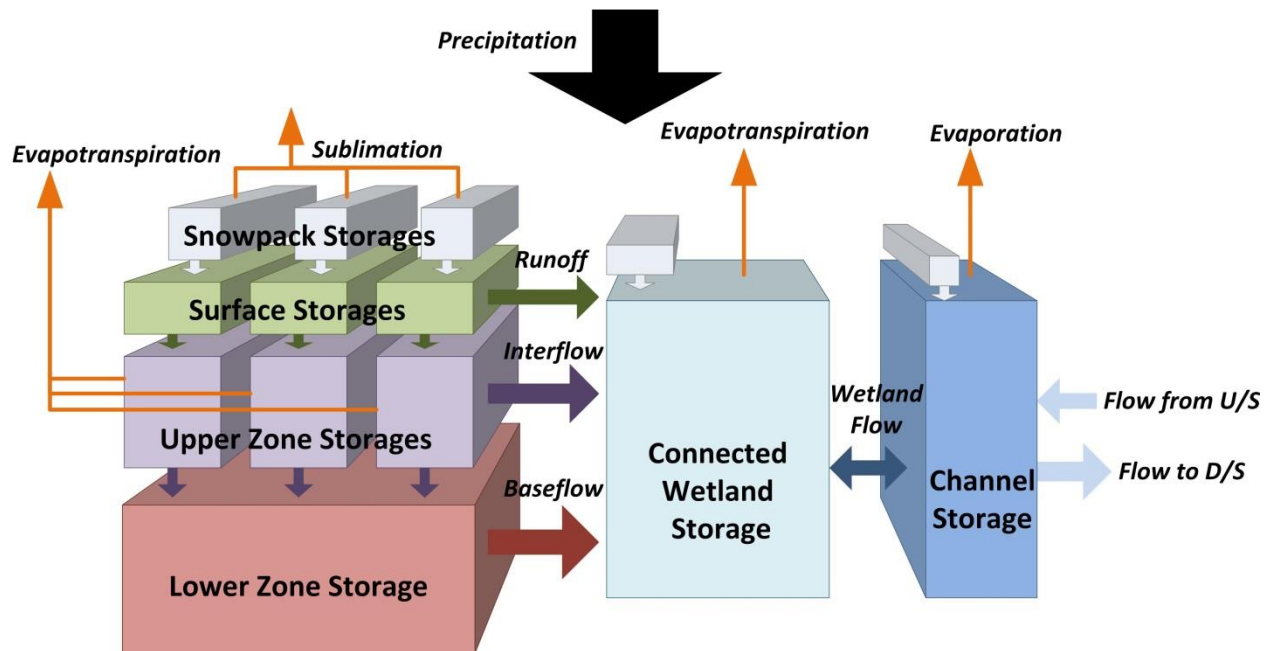 Precipitation
Evapotranspiration
Sublimation
Evapotranspiration
Evaporation
Snowpack Storages
Runoff
Surface Storages
Interflow
Upper Zone Storages
Baseflow
Lower Zone Storage
Connected
Wetland
Storage
Wetland
Flow
Channel
Storage
Flow from U/S
Flow to D/S